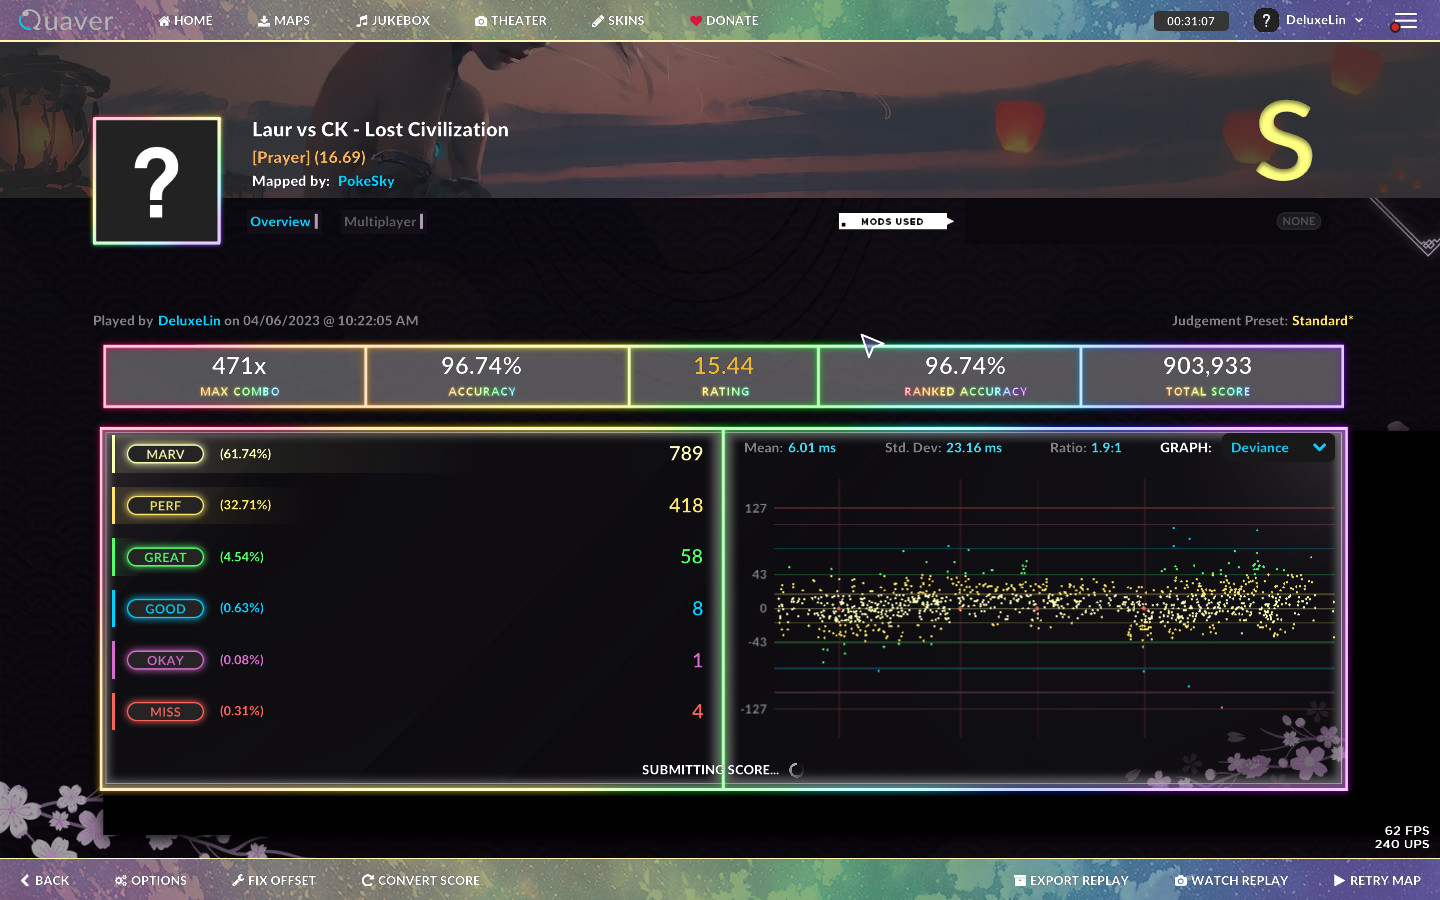 Quaver HOME MAPS JUKEBOX THEATER SKINS DONATE 00:31:07 ? DeluxeLin
?
Laur vs CK - Lost Civilization
[Prayer] (16.69)
Mapped by: PokeSky
S
Overview Multiplayer MODS USED NONE
Played by DeluxeLin on 04/06/2023 @ 10:22:05 AM Judgement Preset: Standard*
471x 96.74% 15.44 96.74% 903,933
MAX COMBO ACCURACY RATING RANKED ACCURACY TOTAL SCORE
MARV (61.74%) 789
PERF (32.71%) 418
GREAT (4.54%) 58
GOOD (0.63%) 8
OKAY (0.08%) 1
MISS (0.31%) 4
Mean: 6.01 ms Std. Dev: 23.16 ms Ratio: 1.9:1 GRAPH: Deviance
127
43
0
-43
-127
SUBMITTING SCORE...
62 FPS
240 UPS
BACK OPTIONS FIX OFFSET CONVERT SCORE EXPORT REPLAY WATCH REPLAY RETRY MAP